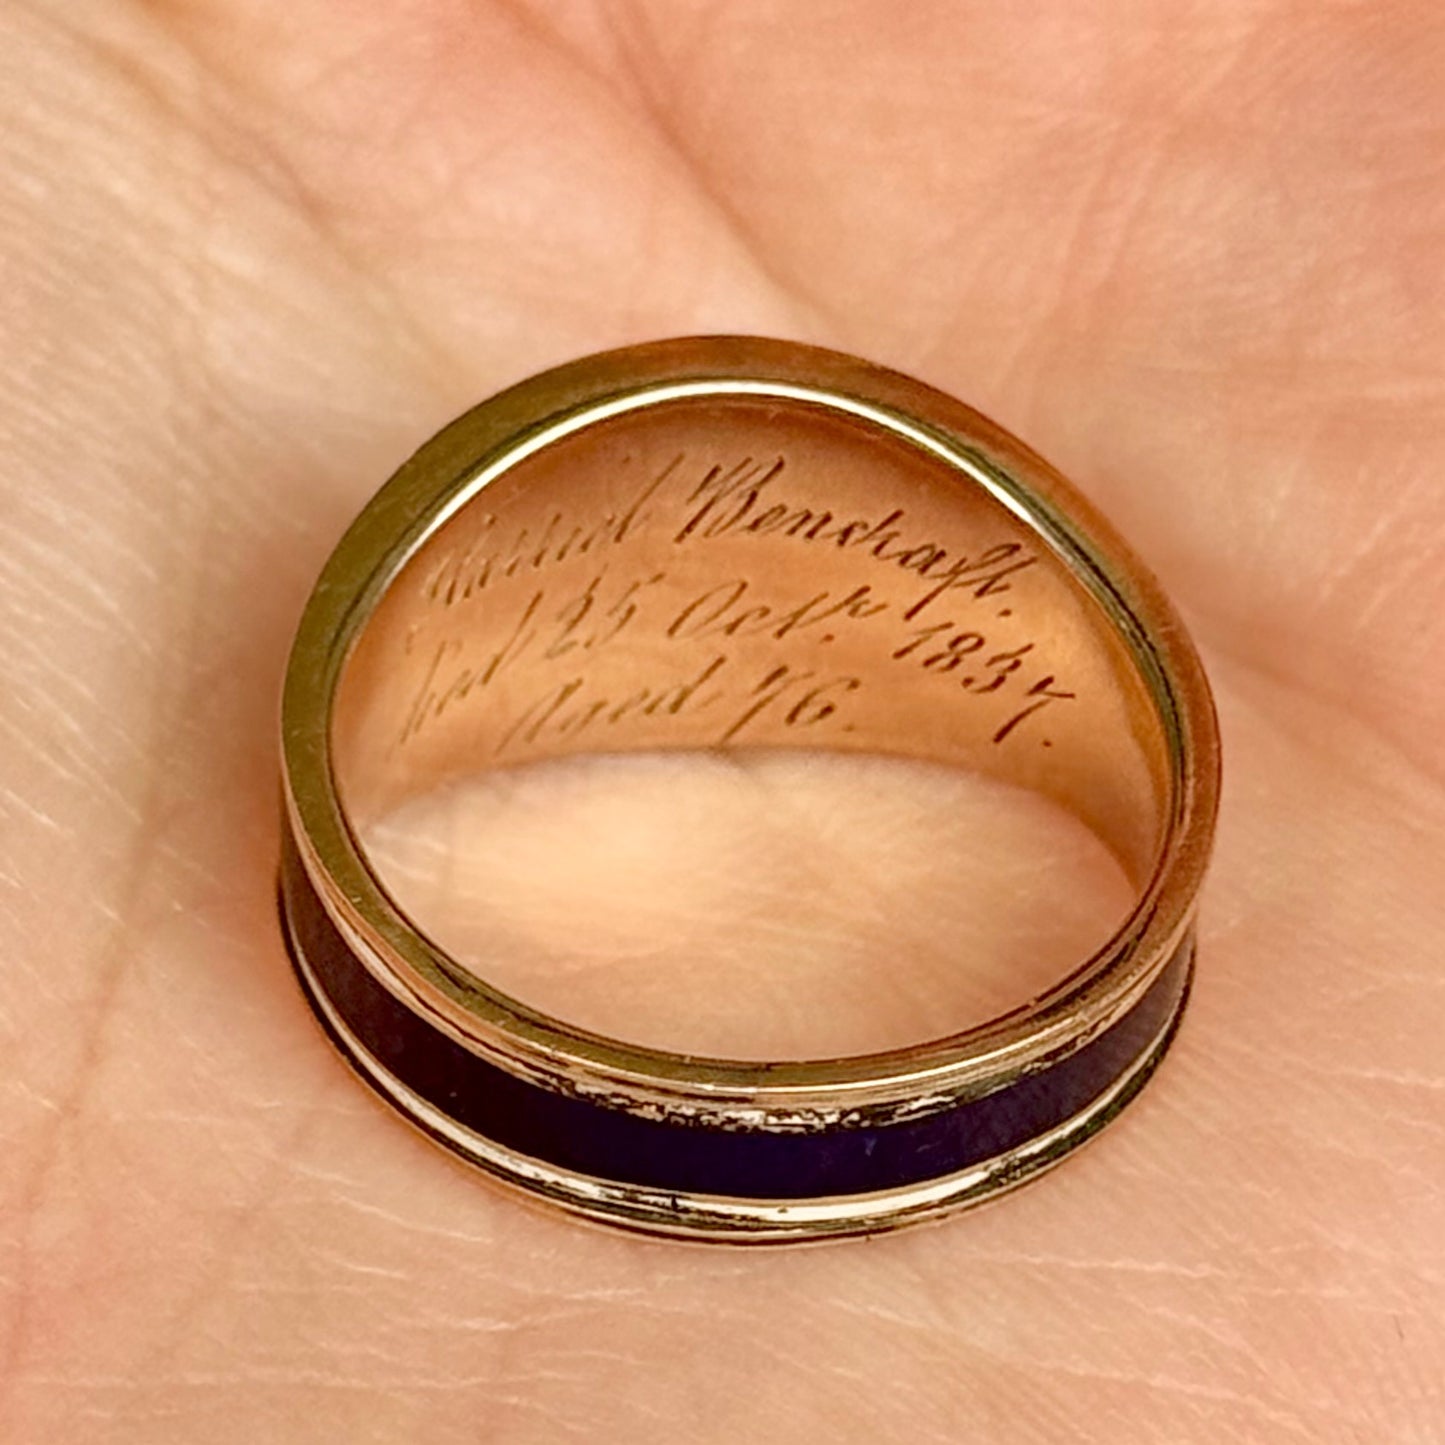 Bencraft.
25 Octr. 1837.
Aged 76.